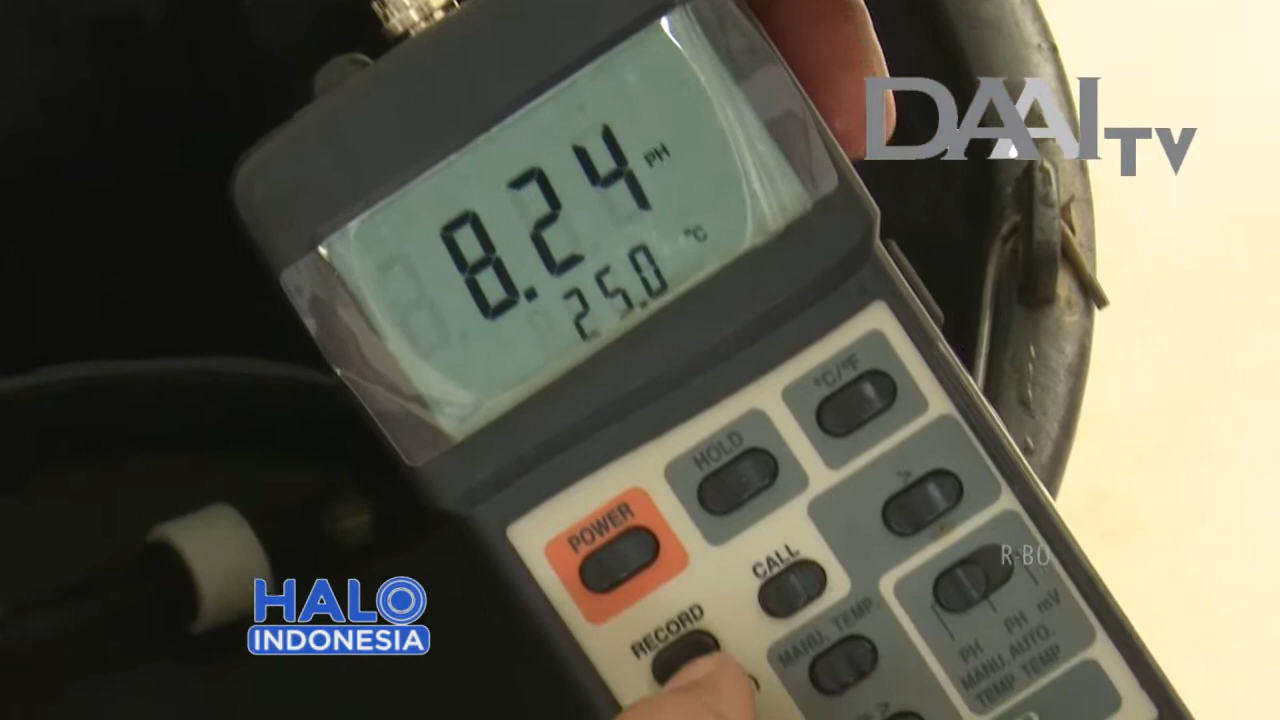 DAAI TV
8.24 PH
25.0 °C
°C/°F
HOLD
POWER
CALL
RECORD
MANU. TEMP.
R-BO
PH PH mV
MANU. AUTO.
TEMP TEMP
HALO
INDONESIA